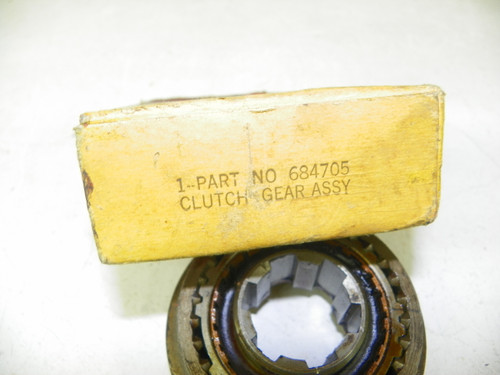 1--PART NO 684705
CLUTCH GEAR ASSY